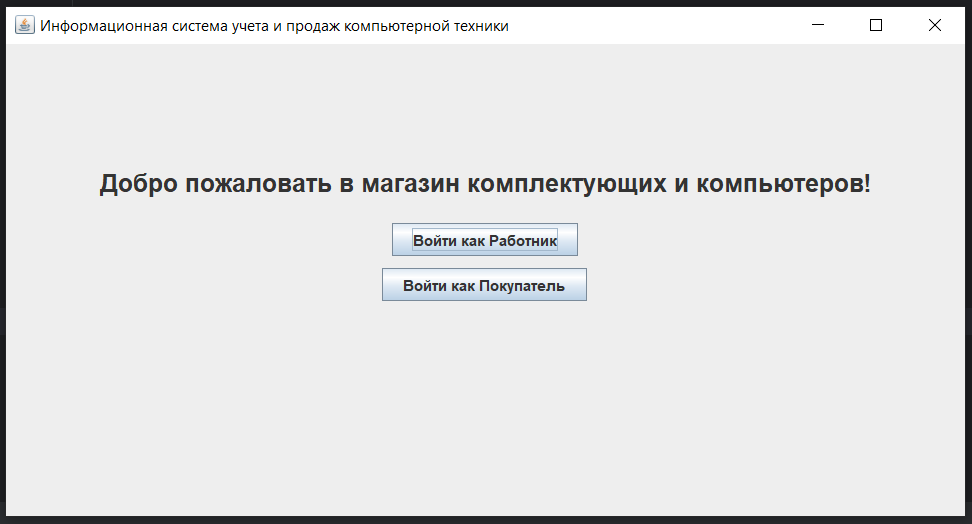 Информационная система учета и продаж компьютерной техники
Добро пожаловать в магазин комплектующих и компьютеров!
Войти как Работник
Войти как Покупатель